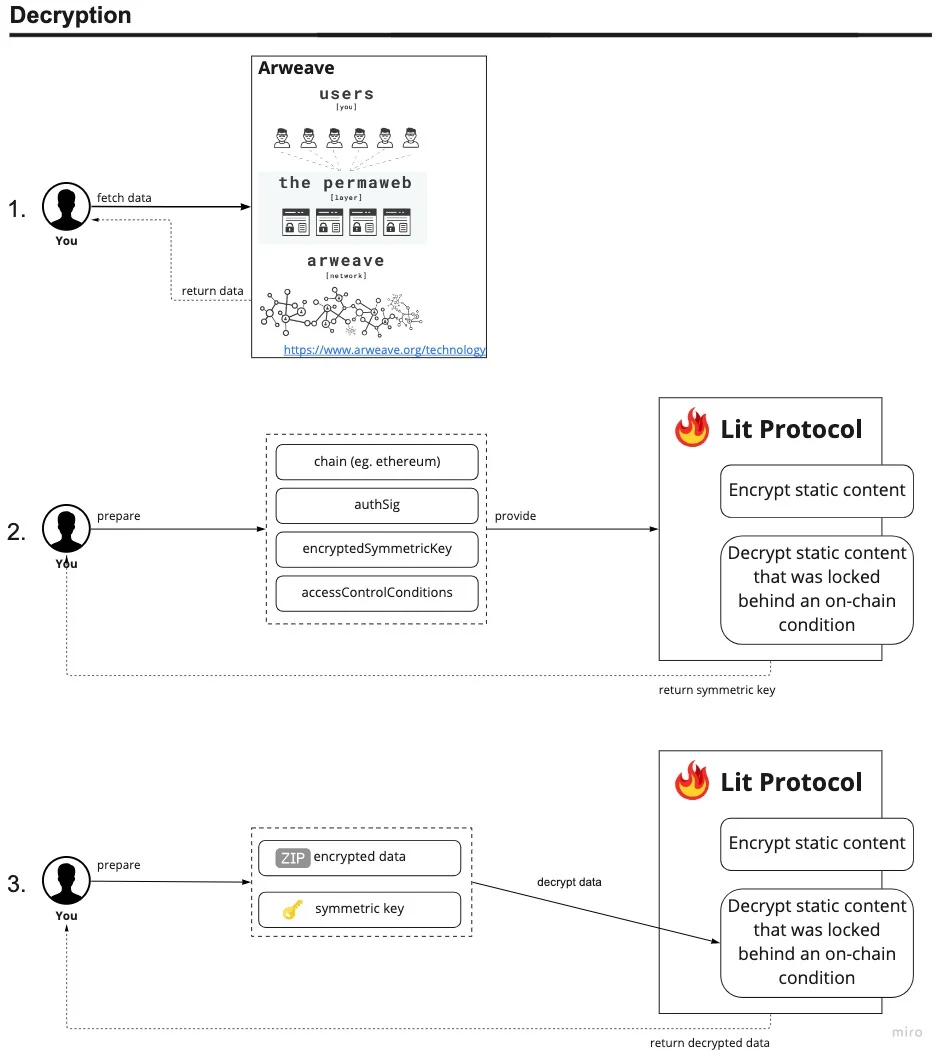 Decryption
Arweave
users
[you]
the permaweb
[layer]
arweave
[network]
https://www.arweave.org/technology
1.
You
fetch data
return data
2.
You
prepare
chain (eg. ethereum)
authSig
encryptedSymmetricKey
accessControlConditions
provide
Lit Protocol
Encrypt static content
Decrypt static content
that was locked
behind an on-chain
condition
return symmetric key
3.
You
prepare
ZIP encrypted data
symmetric key
decrypt data
Lit Protocol
Encrypt static content
Decrypt static content
that was locked
behind an on-chain
condition
return decrypted data
miro